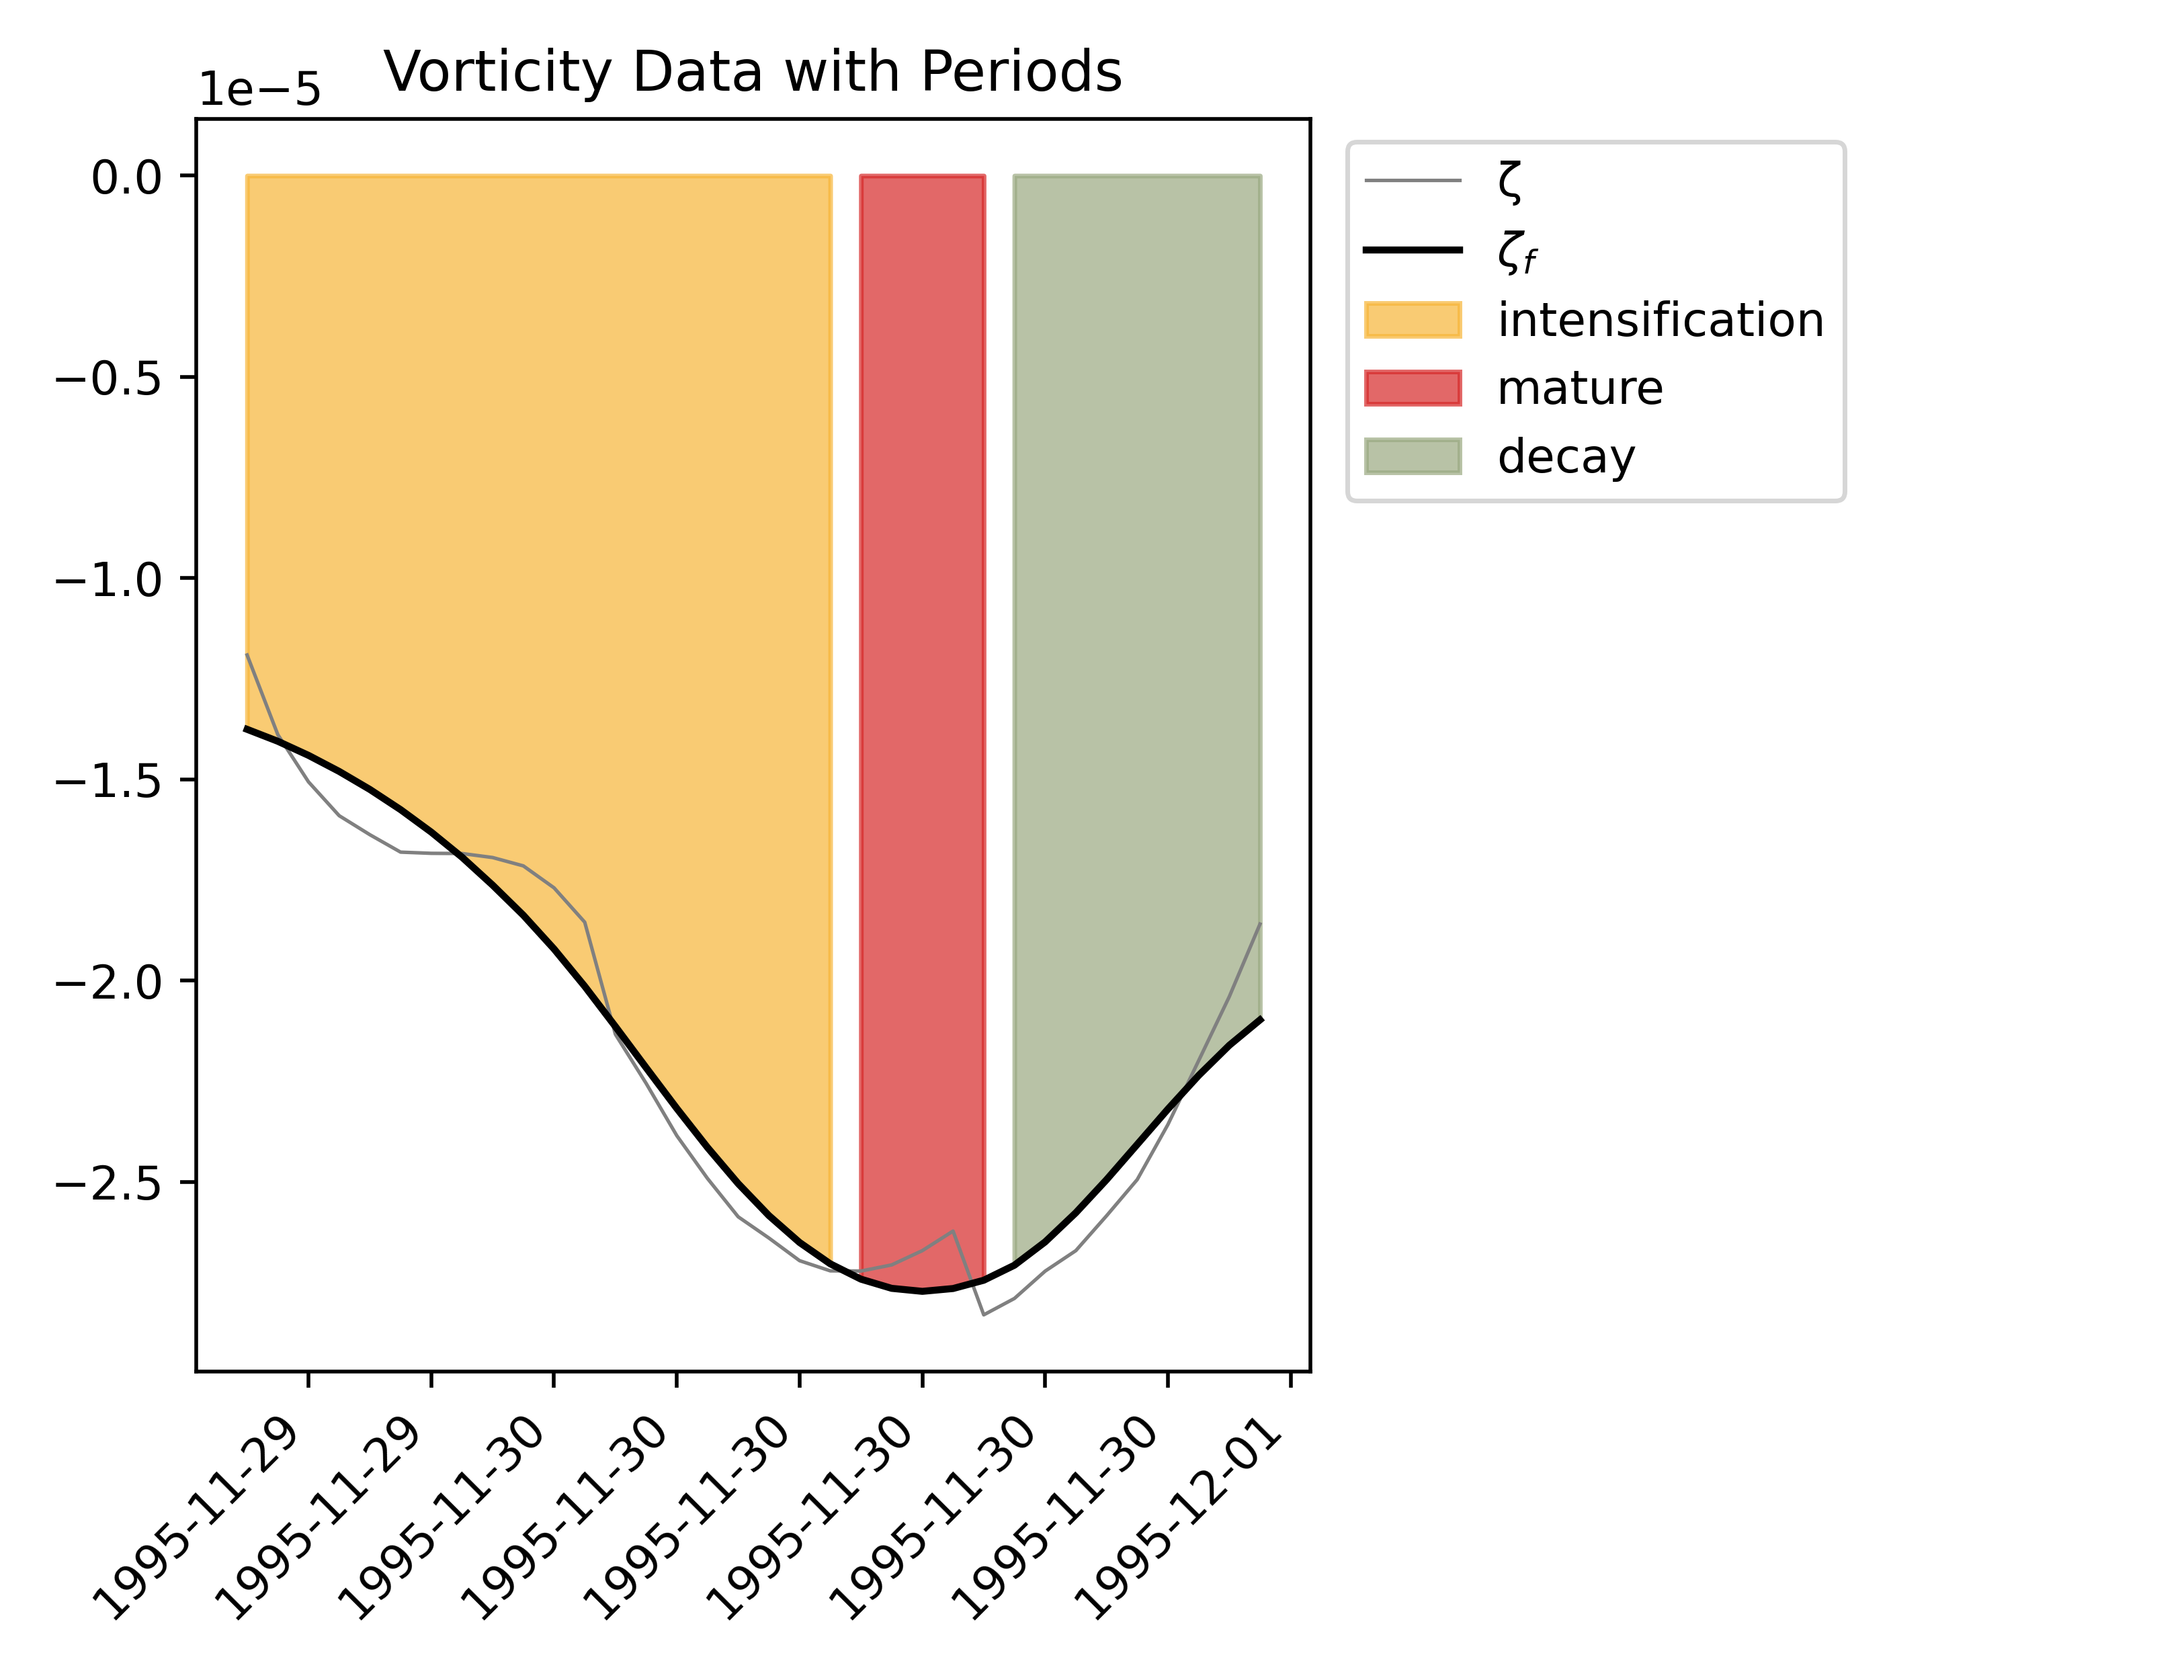 Vorticity Data with Periods
1e−5
0.0
−0.5
−1.0
−1.5
−2.0
−2.5
1995-11-29
1995-11-29
1995-11-30
1995-11-30
1995-11-30
1995-11-30
1995-11-30
1995-11-30
1995-12-01
ζ
ζf
intensification
mature
decay